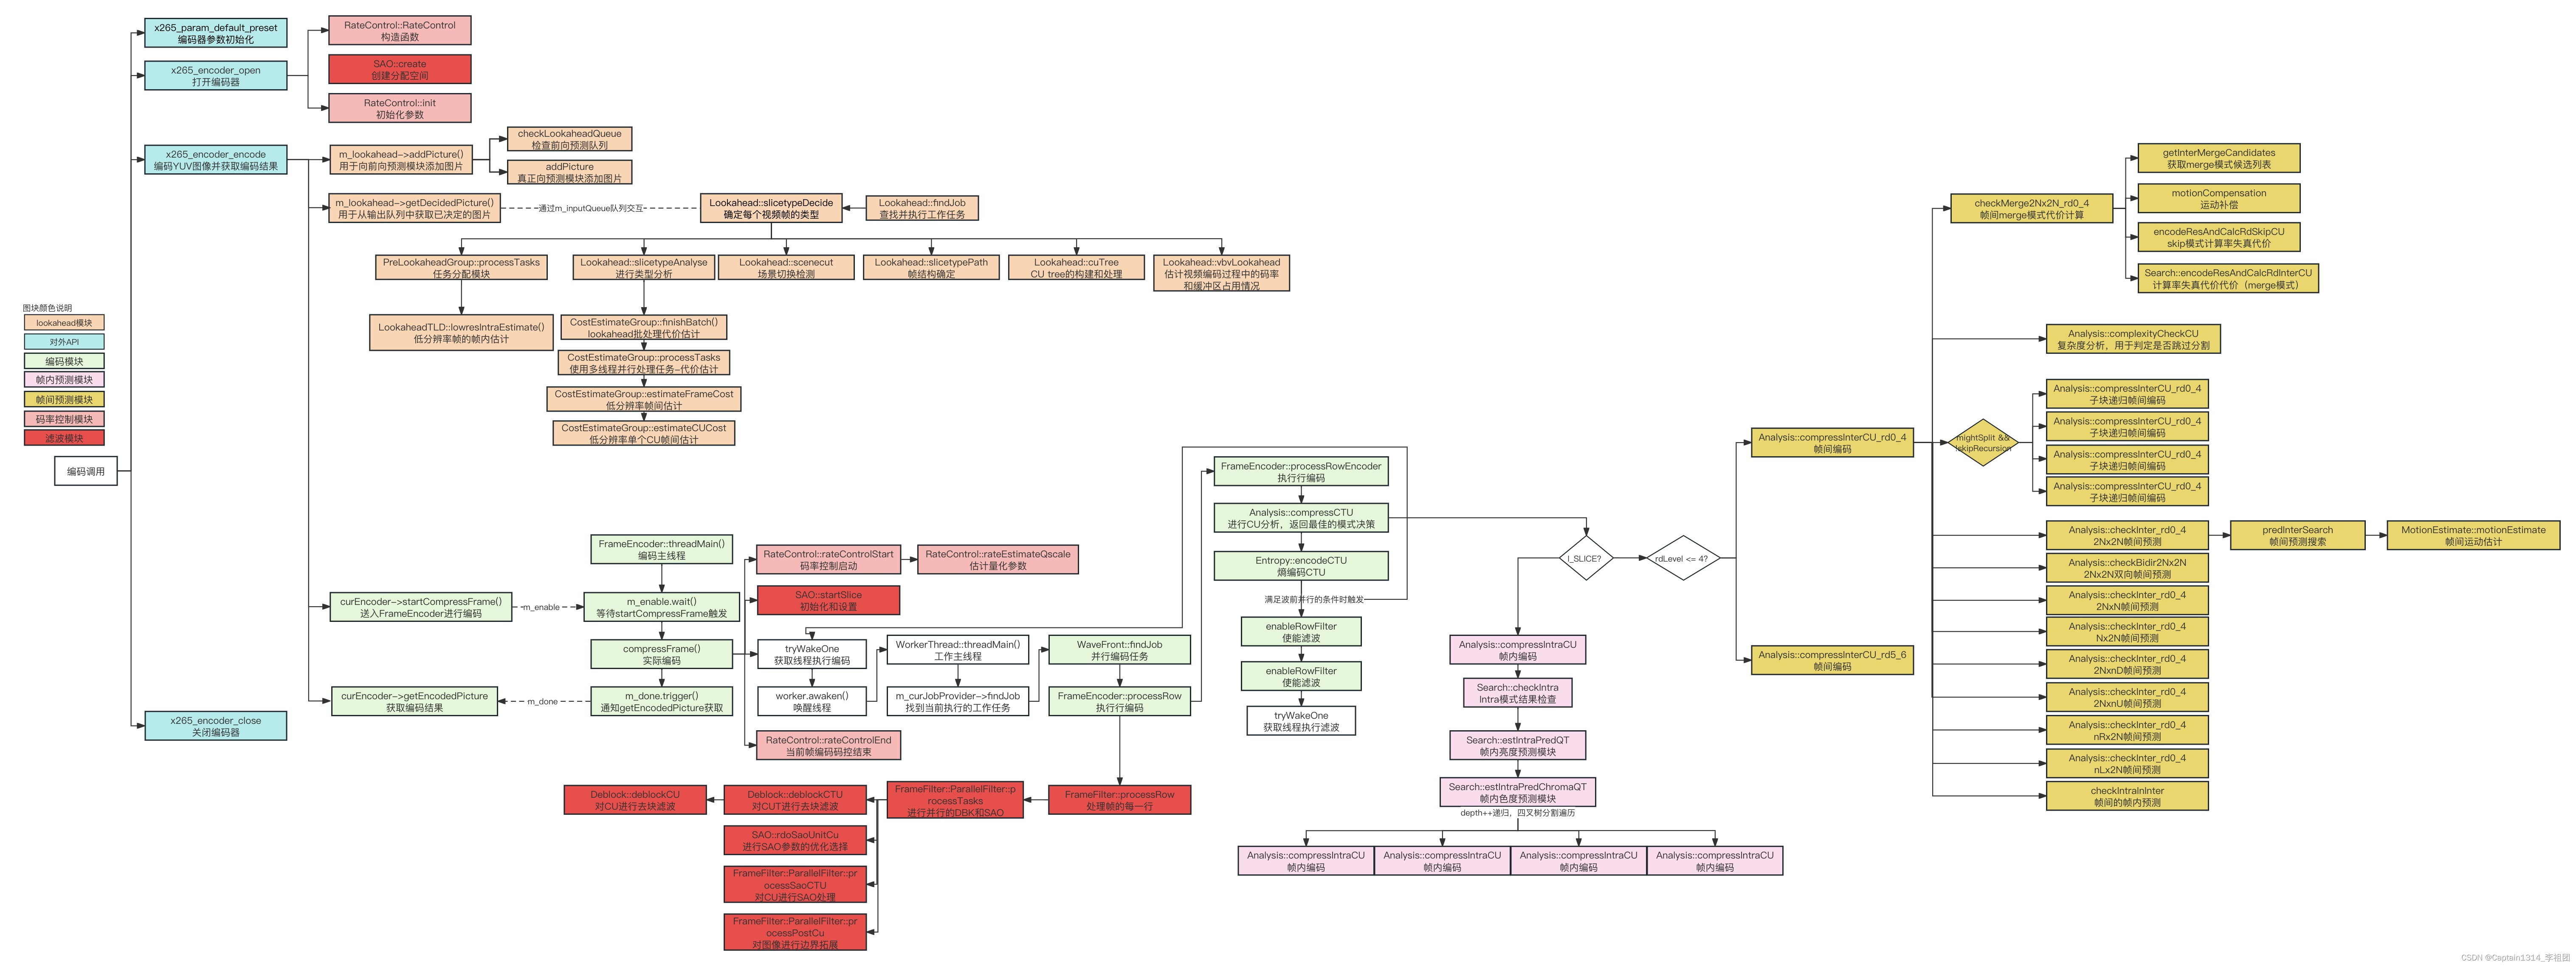 x265_param_default_preset
编码器参数初始化
x265_encoder_open
打开编码器
RateControl::RateControl
构造函数
SAO::create
创建分配空间
RateControl::init
初始化参数
x265_encoder_encode
编码YUV图像并获取编码结果
m_lookahead->addPicture()
用于向前向预测模块添加图片
checkLookaheadQueue
检查前向预测队列
addPicture
真正向预测模块添加图片
m_lookahead->getDecidedPicture()
用于从输出队列中获取已决定的图片
通过m_inputQueue队列交互
Lookahead::slicetypeDecide
确定每个视频帧的类型
Lookahead::findJob
查找并执行工作任务
PreLookaheadGroup::processTasks
任务分配模块
Lookahead::slicetypeAnalyse
进行类型分析
Lookahead::scenecut
场景切换检测
Lookahead::slicetypePath
帧结构确定
Lookahead::cuTree
CU tree的构建和处理
Lookahead::vbvLookahead
估计视频编码过程中的码率
和缓冲区占用情况
LookaheadTLD::lowresIntraEstimate()
低分辨率帧的帧内估计
CostEstimateGroup::finishBatch()
lookahead批处理代价估计
CostEstimateGroup::processTasks
使用多线程并行处理任务-代价估计
CostEstimateGroup::estimateFrameCost
低分辨率帧间估计
CostEstimateGroup::estimateCUCost
低分辨率单个CU帧间估计
图块颜色说明
lookahead模块
对外API
编码模块
帧内预测模块
帧间预测模块
码率控制模块
滤波模块
编码调用
FrameEncoder::threadMain()
编码主线程
curEncoder->startCompressFrame()
送入FrameEncoder进行编码
m_enable
m_enable.wait()
等待startCompressFrame触发
compressFrame()
实际编码
curEncoder->getEncodedPicture
获取编码结果
m_done
m_done.trigger()
通知getEncodedPicture获取
x265_encoder_close
关闭编码器
RateControl::rateControlStart
码率控制启动
RateControl::rateEstimateQscale
估计量化参数
SAO::startSlice
初始化和设置
tryWakeOne
获取线程执行编码
worker.awaken()
唤醒线程
WorkerThread::threadMain()
工作主线程
m_curJobProvider->findJob
找到当前执行的工作任务
WaveFront::findJob
并行编码任务
FrameEncoder::processRow
执行行编码
RateControl::rateControlEnd
当前帧编码码控结束
FrameFilter::processRow
处理帧的每一行
FrameFilter::ParallelFilter::p
rocessTasks
进行并行的DBK和SAO
Deblock::deblockCTU
对CUT进行去块滤波
Deblock::deblockCU
对CU进行去块滤波
SAO::rdoSaoUnitCu
进行SAO参数的优化选择
FrameFilter::ParallelFilter::pr
ocessSaoCTU
对CU进行SAO处理
FrameFilter::ParallelFilter::pr
ocessPostCu
对图像进行边界拓展
FrameEncoder::processRowEncoder
执行行编码
Analysis::compressCTU
进行CU分析，返回最佳的模式决策
Entropy::encodeCTU
熵编码CTU
满足波前并行的条件时触发
enableRowFilter
使能滤波
enableRowFilter
使能滤波
tryWakeOne
获取线程执行滤波
I_SLICE?
rdLevel <= 4?
Analysis::compressIntraCU
帧内编码
Search::checkIntra
Intra模式结果检查
Search::estIntraPredQT
帧内亮度预测模块
Search::estIntraPredChromaQT
帧内色度预测模块
depth++递归，四叉树分割遍历
Analysis::compressIntraCU
帧内编码
Analysis::compressIntraCU
帧内编码
Analysis::compressIntraCU
帧内编码
Analysis::compressIntraCU
帧内编码
Analysis::compressInterCU_rd0_4
帧间编码
Analysis::compressInterCU_rd5_6
帧间编码
checkMerge2Nx2N_rd0_4
帧间merge模式代价计算
getInterMergeCandidates
获取merge模式候选列表
motionCompensation
运动补偿
encodeResAndCalcRdSkipCU
skip模式计算率失真代价
Search::encodeResAndCalcRdInterCU
计算率失真代价代价（merge模式）
Analysis::complexityCheckCU
复杂度分析，用于判定是否跳过分割
mightSplit &&
!skipRecursion
Analysis::compressInterCU_rd0_4
子块递归帧间编码
Analysis::compressInterCU_rd0_4
子块递归帧间编码
Analysis::compressInterCU_rd0_4
子块递归帧间编码
Analysis::compressInterCU_rd0_4
子块递归帧间编码
Analysis::checkInter_rd0_4
2Nx2N帧间预测
predInterSearch
帧间预测搜索
MotionEstimate::motionEstimate
帧间运动估计
Analysis::checkBidir2Nx2N
2Nx2N双向帧间预测
Analysis::checkInter_rd0_4
2NxN帧间预测
Analysis::checkInter_rd0_4
Nx2N帧间预测
Analysis::checkInter_rd0_4
2NxnD帧间预测
Analysis::checkInter_rd0_4
2NxnU帧间预测
Analysis::checkInter_rd0_4
nRx2N帧间预测
Analysis::checkInter_rd0_4
nLx2N帧间预测
checkIntraInInter
帧间的帧内预测
CSDN @Captain1314_李祖团